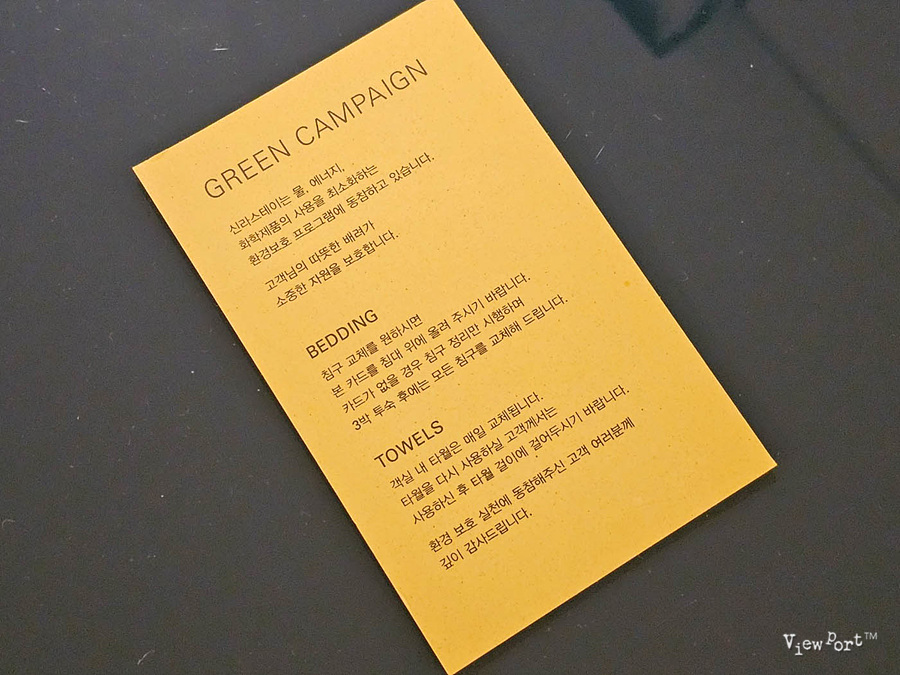 GREEN CAMPAIGN
신라스테이는 물, 에너지,
화학제품의 사용을 최소화하는
환경보호 프로그램에 동참하고 있습니다.
고객님의 따뜻한 배려가
소중한 자원을 보호합니다.
BEDDING
침구 교체를 원하시면
본 카드를 침대 위에 올려 주시기 바랍니다.
카드가 없을 경우 침구 정리만 시행하며
3박 투숙 후에는 모든 침구를 교체해 드립니다.
TOWELS
객실 내 타월은 매일 교체됩니다.
타월을 다시 사용하실 고객께서는
사용하신 후 타월 걸이에 걸어두시기 바랍니다.
환경 보호 실천에 동참해주신 고객 여러분께
깊이 감사드립니다.
ViewPort™